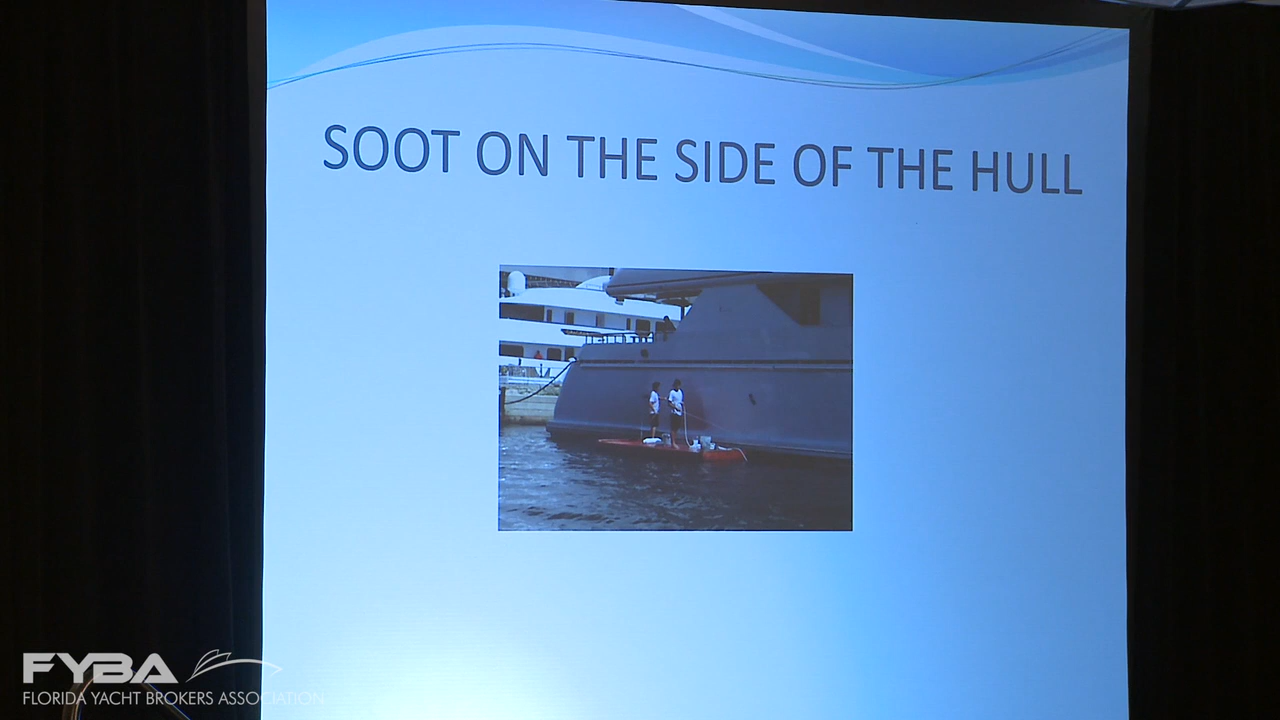 SOOT ON THE SIDE OF THE HULL
FYBA
FLORIDA YACHT BROKERS ASSOCIATION